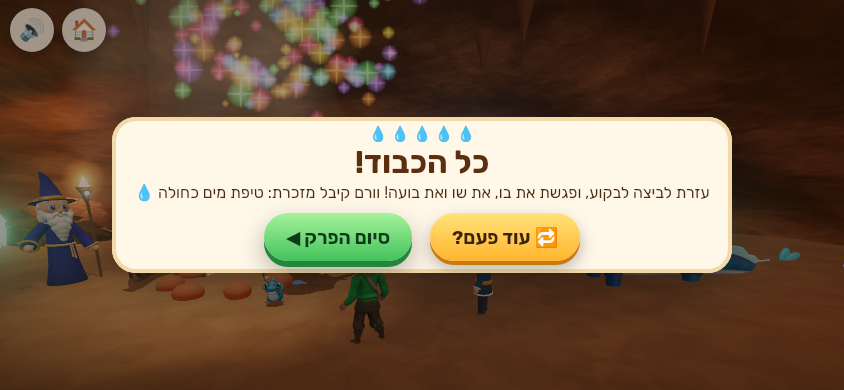 כל הכבוד!
עזרת לביצה לבקוע, ופגשת את בו, את שו ואת בועה! וורם קיבל מזכרת: טיפת מים כחולה 💧
🔁 עוד פעם?
סיום הפרק ◀